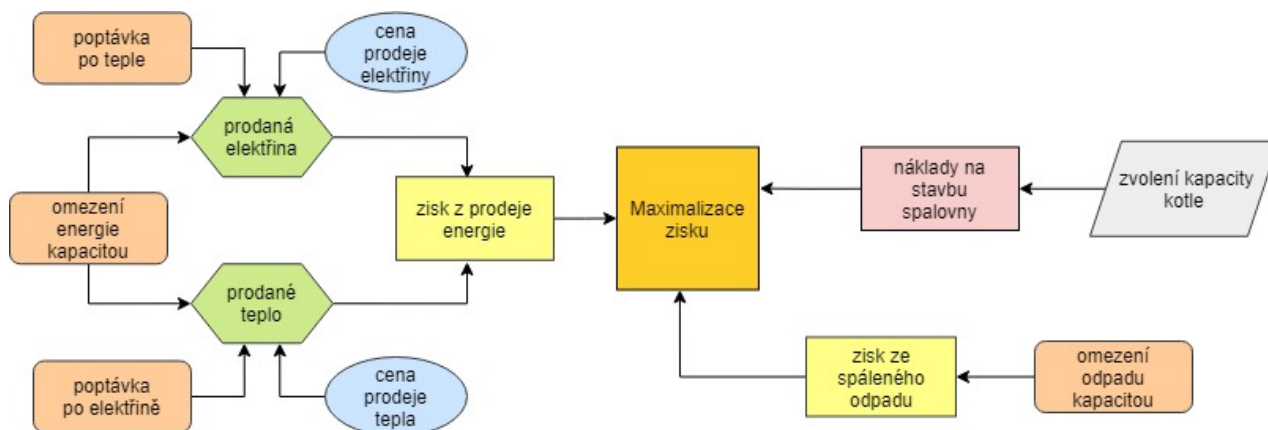 poptávka
po teple
cena
prodeje
elektřiny
prodaná
elektřina
omezení
energie
kapacitou
zisk z prodeje
energie
Maximalizace
zisku
náklady na
stavbu
spalovny
zvolení kapacity
kotle
prodané
teplo
poptávka
po elektřině
cena
prodeje
tepla
zisk ze
spáleného
odpadu
omezení
odpadu
kapacitou